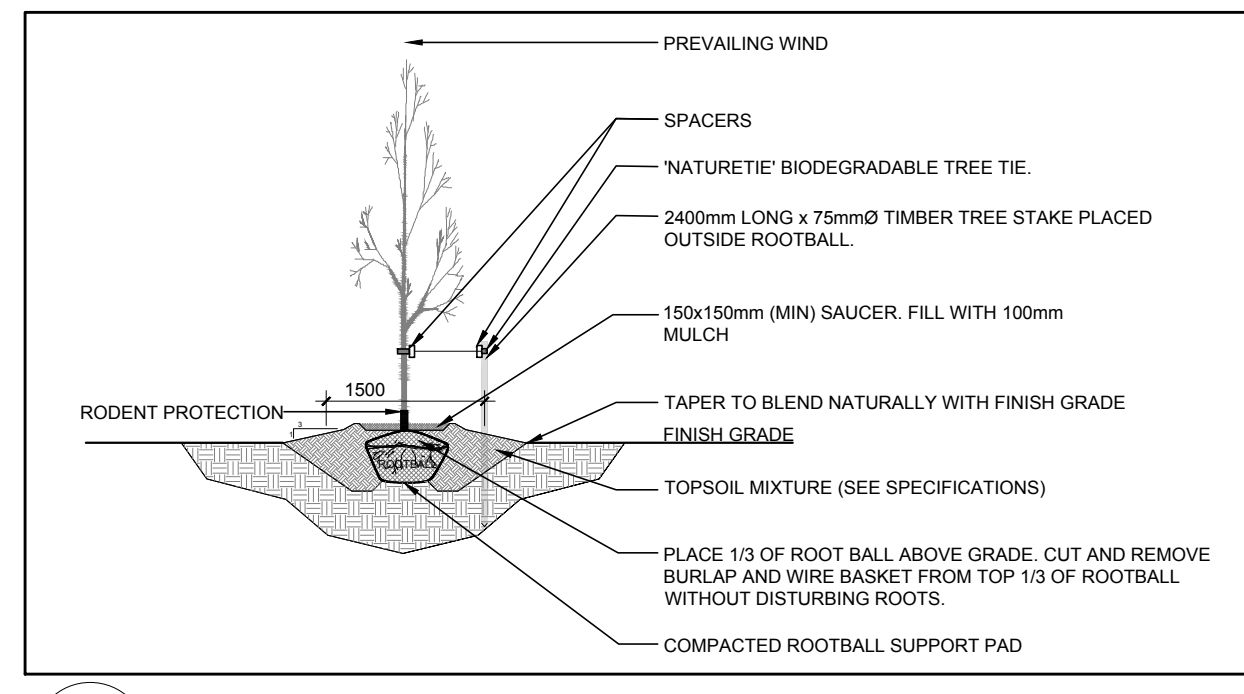 PREVAILING WIND
SPACERS
'NATURETIE' BIODEGRADABLE TREE TIE.
2400mm LONG x 75mmØ TIMBER TREE STAKE PLACED
OUTSIDE ROOTBALL.
150x150mm (MIN) SAUCER. FILL WITH 100mm
MULCH
1500
RODENT PROTECTION
3
1
TAPER TO BLEND NATURALLY WITH FINISH GRADE
FINISH GRADE
ROOTBALL
TOPSOIL MIXTURE (SEE SPECIFICATIONS)
PLACE 1/3 OF ROOT BALL ABOVE GRADE. CUT AND REMOVE
BURLAP AND WIRE BASKET FROM TOP 1/3 OF ROOTBALL
WITHOUT DISTURBING ROOTS.
COMPACTED ROOTBALL SUPPORT PAD